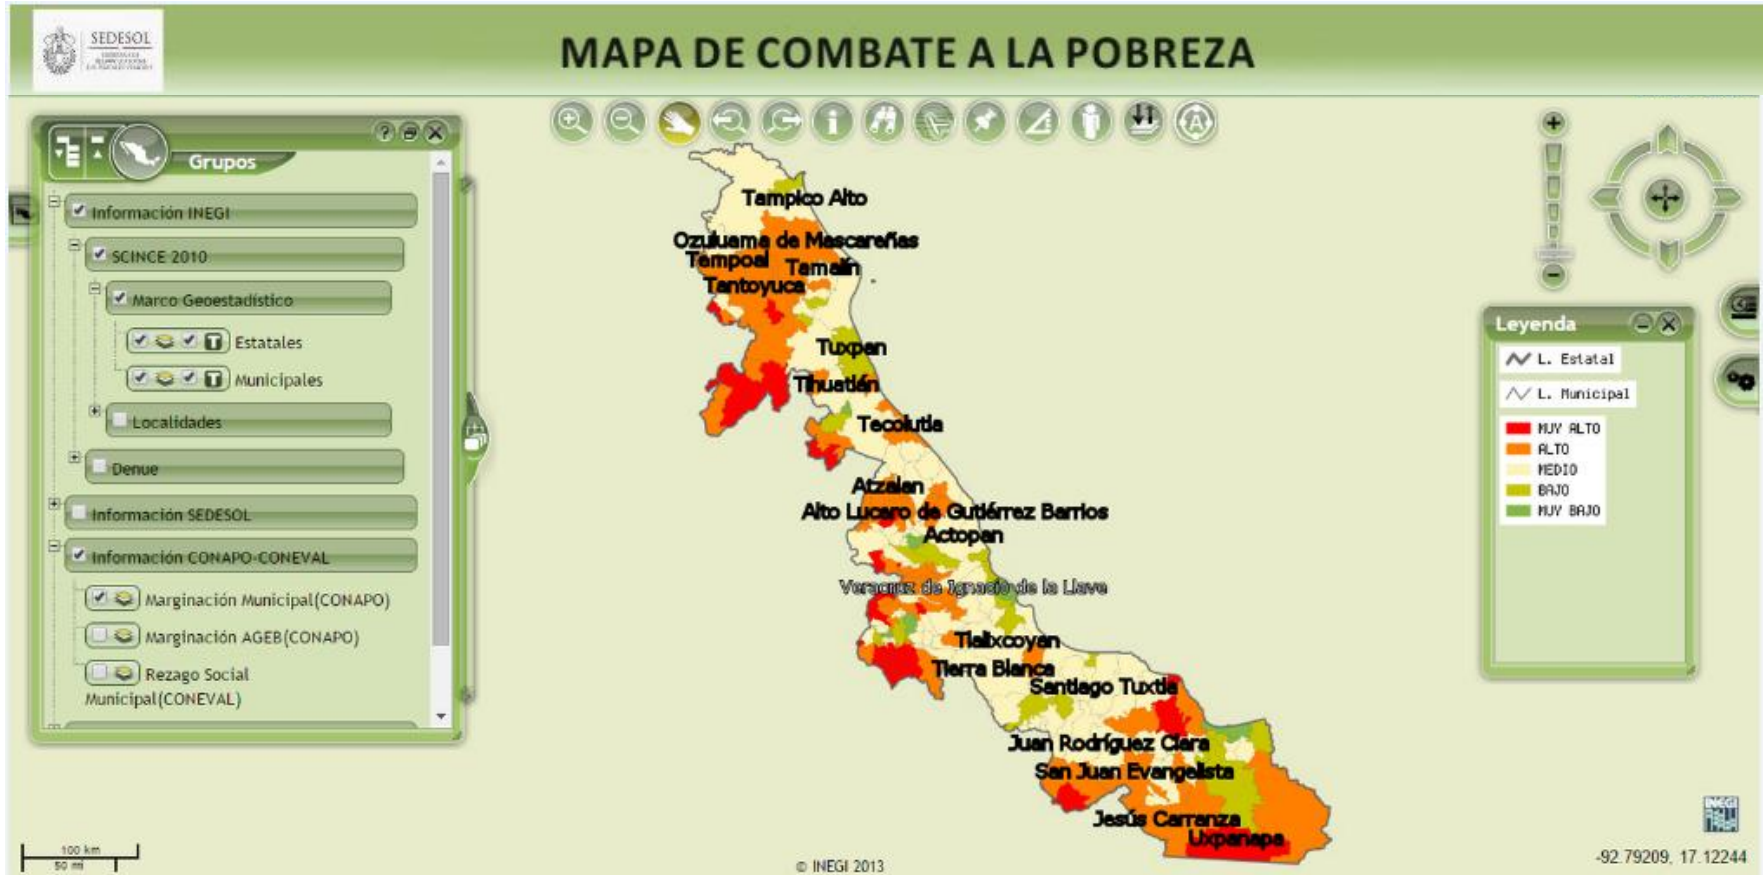 SEDESOL
MAPA DE COMBATE A LA POBREZA
Grupos
Información INEGI
SCINCE 2010
Marco Geoestadístico
T Estatales
T Municipales
Localidades
Denue
Información SEDESOL
Información CONAPO-CONEVAL
Marginación Municipal(CONAPO)
Marginación AGEB(CONAPO)
Rezago Social
Municipal(CONEVAL)
Tampico Alto
Ozuluama de Mascareñas
Tempoal
Tamalín
Tantoyuca
Tuxpan
Tihuatlán
Tecolutla
Atzalan
Alto Lucero de Gutiérrez Barrios
Actopan
Veracruz de Ignacio de la Llave
Tlalixcoyan
Tierra Blanca
Santiago Tuxtla
Juan Rodríguez Clara
San Juan Evangelista
Jesús Carranza
Uxpanapa
Leyenda
L. Estatal
L. Municipal
MUY ALTO
ALTO
MEDIO
BAJO
MUY BAJO
100 km
50 mi
© INEGI 2013
INEGI
-92.79209, 17.12244